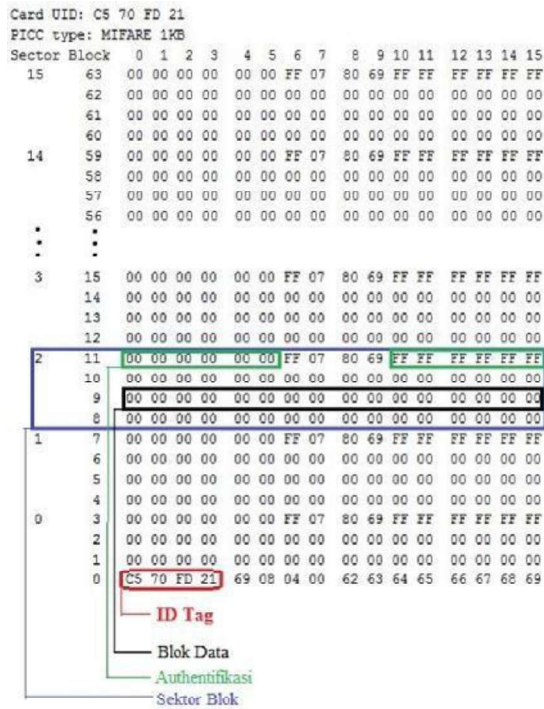 Card UID: C5 70 FD 21
PICC type: MIFARE 1KB
Sector Block 0 1 2 3 4 5 6 7 8 9 10 11 12 13 14 15
15 63 00 00 00 00 00 00 FF 07 80 69 FF FF FF FF FF FF
62 00 00 00 00 00 00 00 00 00 00 00 00 00 00 00 00
61 00 00 00 00 00 00 00 00 00 00 00 00 00 00 00 00
60 00 00 00 00 00 00 00 00 00 00 00 00 00 00 00 00
14 59 00 00 00 00 00 00 FF 07 80 69 FF FF FF FF FF FF
58 00 00 00 00 00 00 00 00 00 00 00 00 00 00 00 00
57 00 00 00 00 00 00 00 00 00 00 00 00 00 00 00 00
56 00 00 00 00 00 00 00 00 00 00 00 00 00 00 00 00
3 15 00 00 00 00 00 00 FF 07 80 69 FF FF FF FF FF FF
14 00 00 00 00 00 00 00 00 00 00 00 00 00 00 00 00
13 00 00 00 00 00 00 00 00 00 00 00 00 00 00 00 00
12 00 00 00 00 00 00 00 00 00 00 00 00 00 00 00 00
2 11 00 00 00 00 00 00 FF 07 80 69 FF FF FF FF FF FF
10 00 00 00 00 00 00 00 00 00 00 00 00 00 00 00 00
9 00 00 00 00 00 00 00 00 00 00 00 00 00 00 00 00
8 00 00 00 00 00 00 00 00 00 00 00 00 00 00 00 00
1 7 00 00 00 00 00 00 FF 07 80 69 FF FF FF FF FF FF
6 00 00 00 00 00 00 00 00 00 00 00 00 00 00 00 00
5 00 00 00 00 00 00 00 00 00 00 00 00 00 00 00 00
4 00 00 00 00 00 00 00 00 00 00 00 00 00 00 00 00
0 3 00 00 00 00 00 00 FF 07 80 69 FF FF FF FF FF FF
2 00 00 00 00 00 00 00 00 00 00 00 00 00 00 00 00
1 00 00 00 00 00 00 00 00 00 00 00 00 00 00 00 00
0 C5 70 FD 21 69 08 04 00 62 63 64 65 66 67 68 69
ID Tag
Blok Data
Authentifikasi
Sektor Blok